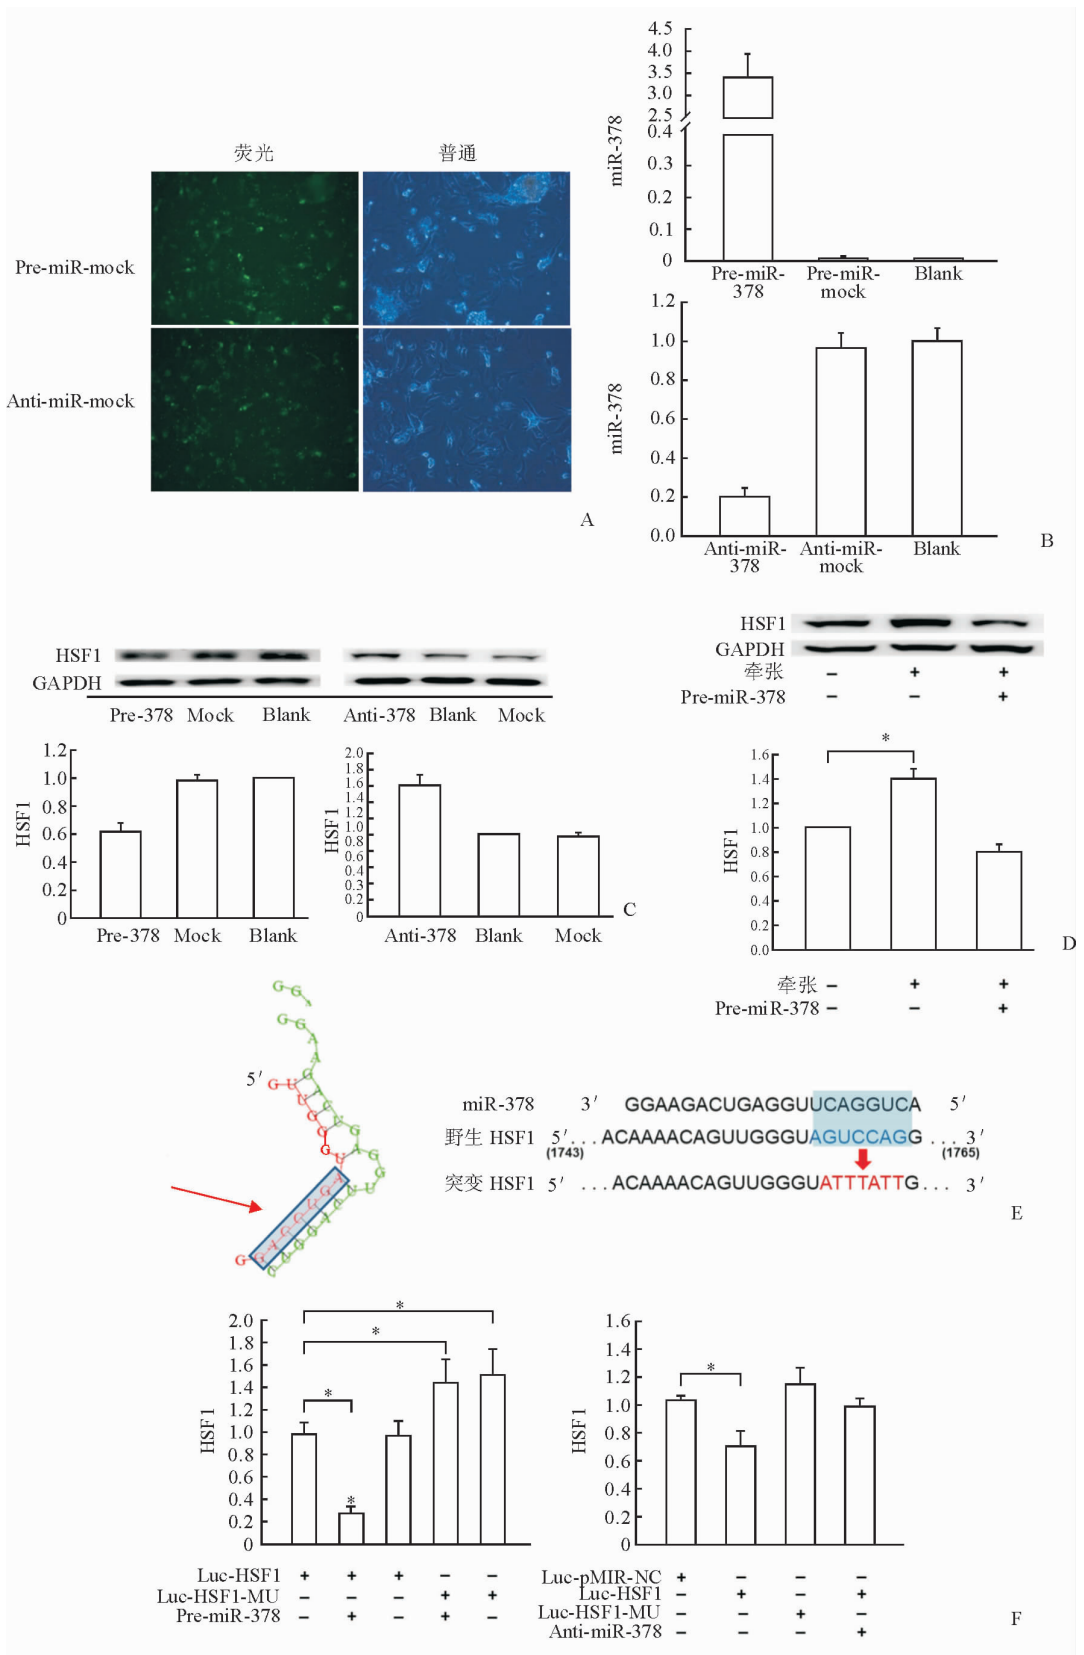 荧光 普通
Pre-miR-mock
Anti-miR-mock
A
miR-378
4.5
4.0
3.5
3.0
2.5
0.4
0.3
0.2
0.1
0
Pre-miR-378 Pre-miR-mock Blank
miR-378
1.2
1.0
0.8
0.6
0.4
0.2
0.0
Anti-miR-378 Anti-miR-mock Blank
B
HSF1
GAPDH
Pre-378 Mock Blank Anti-378 Blank Mock
HSF1
1.2
1.0
0.8
0.6
0.4
0.2
0
Pre-378 Mock Blank
HSF1
2.0
1.8
1.6
1.4
1.2
1.0
0.8
0.6
0.4
0.3
0.2
0
Anti-378 Blank Mock
C
HSF1
GAPDH
牵张 − + +
Pre-miR-378 − − +
*
HSF1
1.6
1.4
1.2
1.0
0.8
0.6
0.4
0.2
0.0
牵张 − + +
Pre-miR-378 − − +
D
5′
miR-378 3′ GGAAGACUGAGGUUCAGGUCA 5′
野生 HSF1 5′... ACAAAACAGUUGGGUAGUCCAGG ... 3′
(1743) (1765)
突变 HSF1 5′ ...ACAAAACAGUUGGGUATTTATTG... 3′
E
HSF1
2.0
1.8
1.6
1.4
1.2
1.0
0.8
0.6
0.4
0.2
0
*
*
*
*
Luc-HSF1 + + + − −
Luc-HSF1-MU − − − + +
Pre-miR-378 − + − + −
HSF1
1.6
1.4
1.2
1.0
0.8
0.6
0.4
0.2
0
*
Luc-pMIR-NC + − − −
Luc-HSF1 − + − +
Luc-HSF1-MU − − + −
Anti-miR-378 − − − +
F